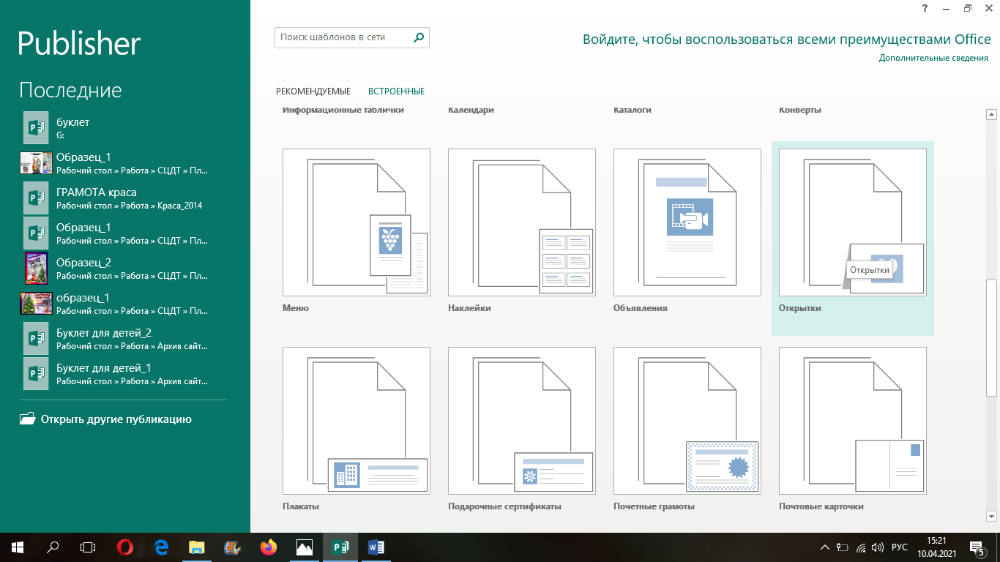 Publisher
Последние
буклет
G:
Образец_1
Рабочий стол » Работа » СЦДТ » Пл...
ГРАМОТА краса
Рабочий стол » Работа » Краса_2014
Образец_1
Рабочий стол » Работа » СЦДТ » Пл...
Образец_2
Рабочий стол » Работа » СЦДТ » Пл...
образец_1
Рабочий стол » Работа » СЦДТ » Пл...
Буклет для детей_2
Рабочий стол » Работа » Архив сайт...
Буклет для детей_1
Рабочий стол » Работа » Архив сайт...
Открыть другие публикацию
?
Поиск шаблонов в сети
Войдите, чтобы воспользоваться всеми преимуществами Office
Дополнительные сведения
РЕКОМЕНДУЕМЫЕ ВСТРОЕННЫЕ
Информационные таблички Календари Каталоги Конверты
Открытки
Меню Наклейки Объявления Открытки
Плакаты Подарочные сертификаты Почетные грамоты Почтовые карточки
РУС
15:21
10.04.2021
5